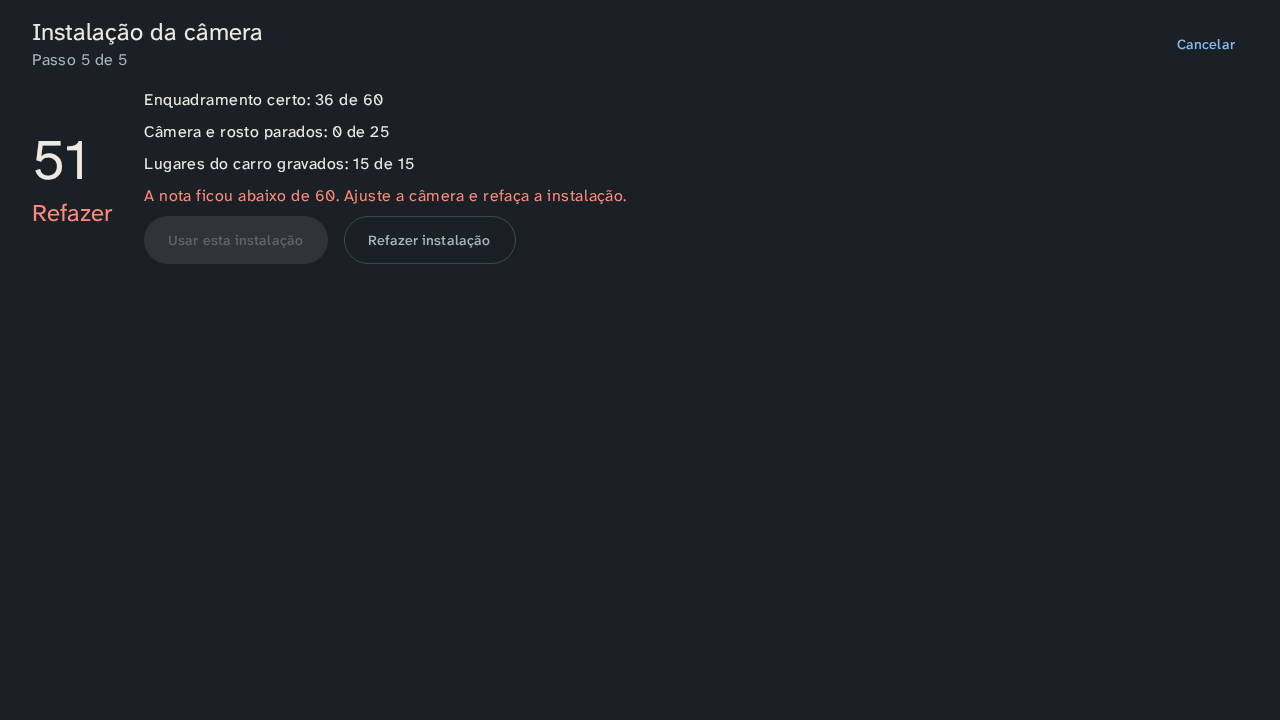 Instalação da câmera
Passo 5 de 5
Cancelar
Enquadramento certo: 36 de 60
Câmera e rosto parados: 0 de 25
Lugares do carro gravados: 15 de 15
51
Refazer
A nota ficou abaixo de 60. Ajuste a câmera e refaça a instalação.
Usar esta instalação
Refazer instalação